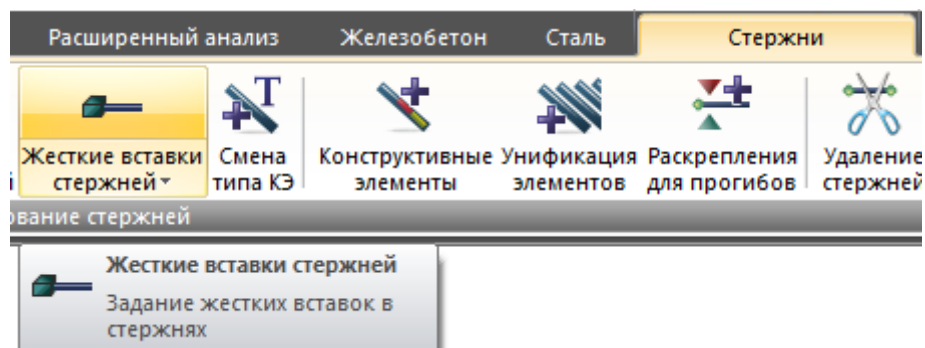 Расширенный анализ Железобетон Сталь Стержни
Жесткие вставки Смена Конструктивные Унификация Раскрепления Удаление
стержней типа КЭ элементы элементов для прогибов стержней
ование стержней
Жесткие вставки стержней
Задание жестких вставок в
стержнях